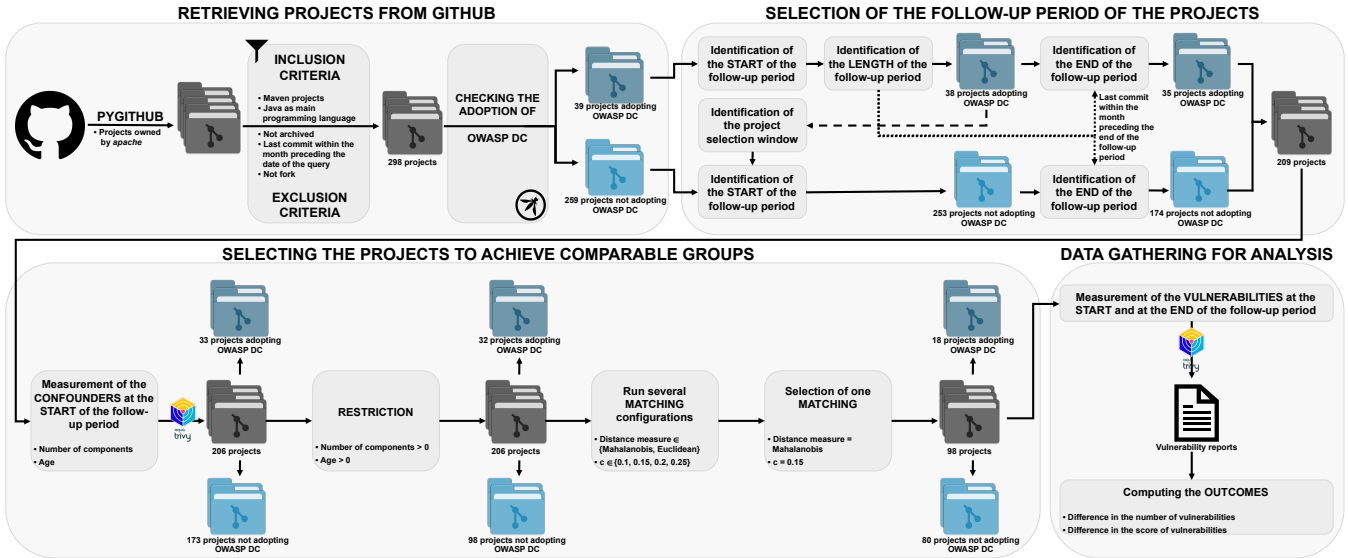 RETRIEVING PROJECTS FROM GITHUB
PYGITHUB
• Projects owned
by apache
INCLUSION
CRITERIA
• Maven projects
• Java as main
programming language
• Not archived
• Last commit within the
month preceding the
date of the query
• Not fork
EXCLUSION
CRITERIA
298 projects
CHECKING THE
ADOPTION OF
OWASP DC
39 projects adopting
OWASP DC
259 projects not adopting
OWASP DC
SELECTION OF THE FOLLOW-UP PERIOD OF THE PROJECTS
Identification of
the START of the
follow-up period
Identification of
the LENGTH of the
follow-up period
38 projects adopting
OWASP DC
Identification of
the END of the
follow-up period
35 projects adopting
OWASP DC
Identification of
the project
selection window
Last commit
within the
month
preceding the
end of the
follow-up
period
209 projects
Identification of
the START of the
follow-up period
253 projects not adopting
OWASP DC
Identification of
the END of the
follow-up period
174 projects not adopting
OWASP DC
SELECTING THE PROJECTS TO ACHIEVE COMPARABLE GROUPS
Measurement of the
CONFOUNDERS at the
START of the follow-
up period
• Number of components
• Age
aqua
trivy
33 projects adopting
OWASP DC
206 projects
173 projects not adopting
OWASP DC
RESTRICTION
• Number of components > 0
• Age > 0
32 projects adopting
OWASP DC
206 projects
98 projects not adopting
OWASP DC
Run several
MATCHING
configurations
• Distance measure ∈
{Mahalanobis, Euclidean}
• c ∈ {0.1, 0.15, 0.2, 0.25}
Selection of one
MATCHING
• Distance measure =
Mahalanobis
• c = 0.15
18 projects adopting
OWASP DC
98 projects
80 projects not adopting
OWASP DC
DATA GATHERING FOR ANALYSIS
Measurement of the VULNERABILITIES at the
START and at the END of the follow-up period
aqua
trivy
Vulnerability reports
Computing the OUTCOMES
• Difference in the number of vulnerabilities
• Difference in the score of vulnerabilities